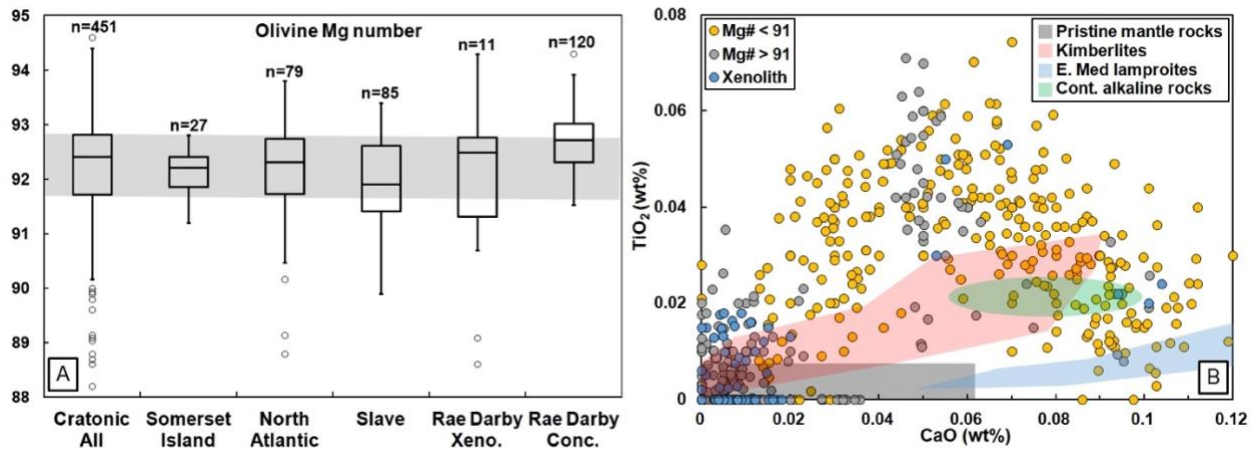 Olivine Mg number
95
94
93
92
91
90
89
88
n=451
n=27
n=79
n=85
n=11
n=120
A
Cratonic All
Somerset Island
North Atlantic
Slave
Rae Darby Xeno.
Rae Darby Conc.
TiO₂ (wt%)
0.08
0.06
0.04
0.02
0
Mg# < 91
Mg# > 91
Xenolith
Pristine mantle rocks
Kimberlites
E. Med lamproites
Cont. alkaline rocks
B
0
0.02
0.04
0.06
0.08
0.1
0.12
CaO (wt%)